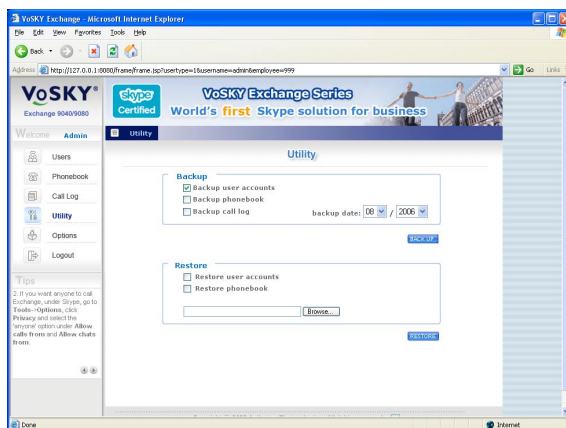 VoSKY Exchange - Microsoft Internet Explorer
File Edit View Favorites Tools Help
Back
Address http://127.0.0.1:8080/frame/frame.jsp?usertype=1&username=admin&employee=999 Go Links
VoSKY®
Exchange 9040/9080
skype Certified
VoSKY Exchange Series
World's first Skype solution for business
Welcome Admin
Utility
Users
Phonebook
Call Log
Utility
Options
Logout
Utility
Backup
Backup user accounts
Backup phonebook
Backup call log backup date: 08 / 2006
BACK UP
Restore
Restore user accounts
Restore phonebook
Browse...
RESTORE
Tips
2. If you want anyone to call
Exchange, under Skype, go to
Tools->Options, click
Privacy and select the
'anyone' option under Allow
calls from and Allow chats
from.
Done Internet